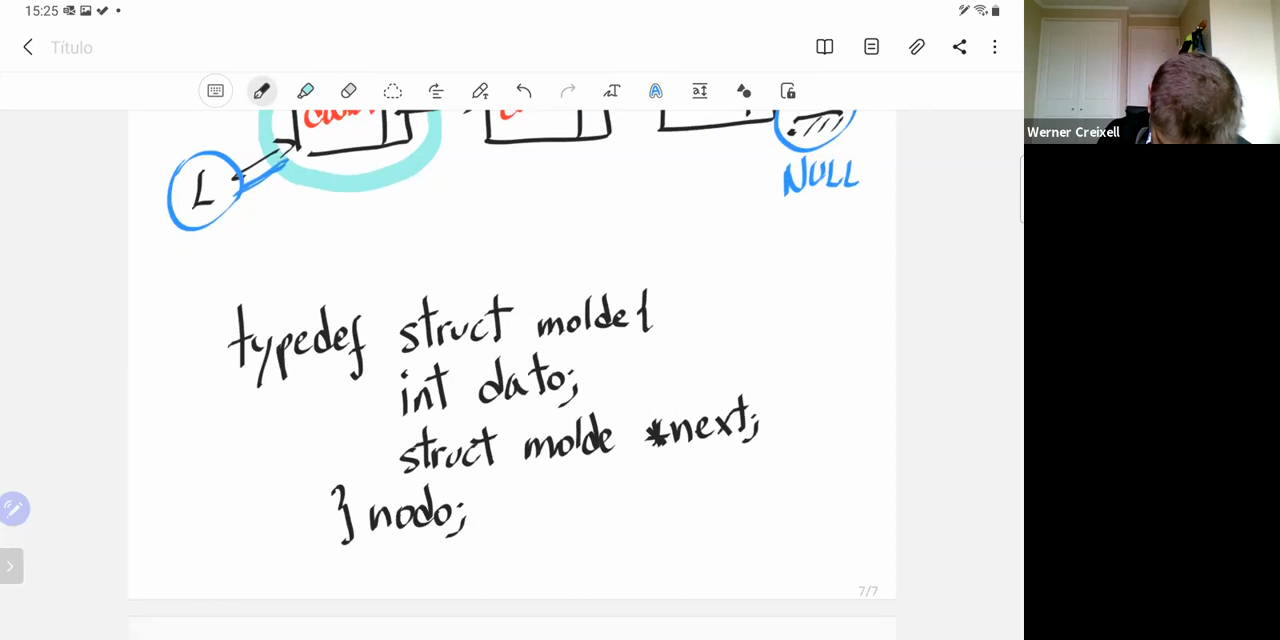 15:25
Título
L
NULL
typedef struct molde{
int dato;
struct molde *next;
} nodo;
7/7
Werner Creixell